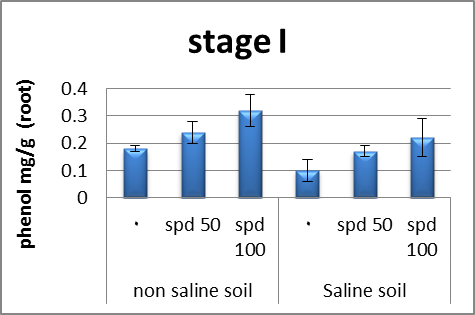 stage I
phenol mg/g (root)
0.4
0.3
0.2
0.1
0
. spd 50 spd 100 . spd 50 spd 100
non saline soil Saline soil